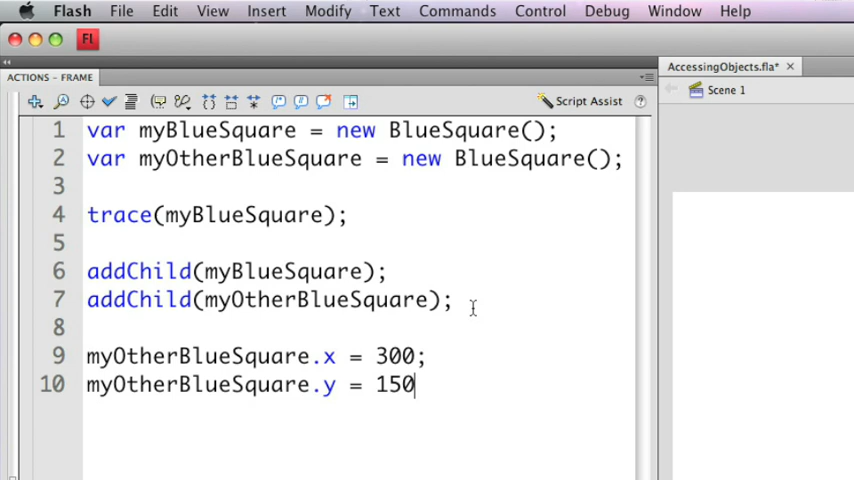 Flash File Edit View Insert Modify Text Commands Control Debug Window Help
Fl
ACTIONS - FRAME
AccessingObjects.fla*
Script Assist
Scene 1
1 var myBlueSquare = new BlueSquare();
2 var myOtherBlueSquare = new BlueSquare();
3
4 trace(myBlueSquare);
5
6 addChild(myBlueSquare);
7 addChild(myOtherBlueSquare);
8
9 myOtherBlueSquare.x = 300;
10 myOtherBlueSquare.y = 150